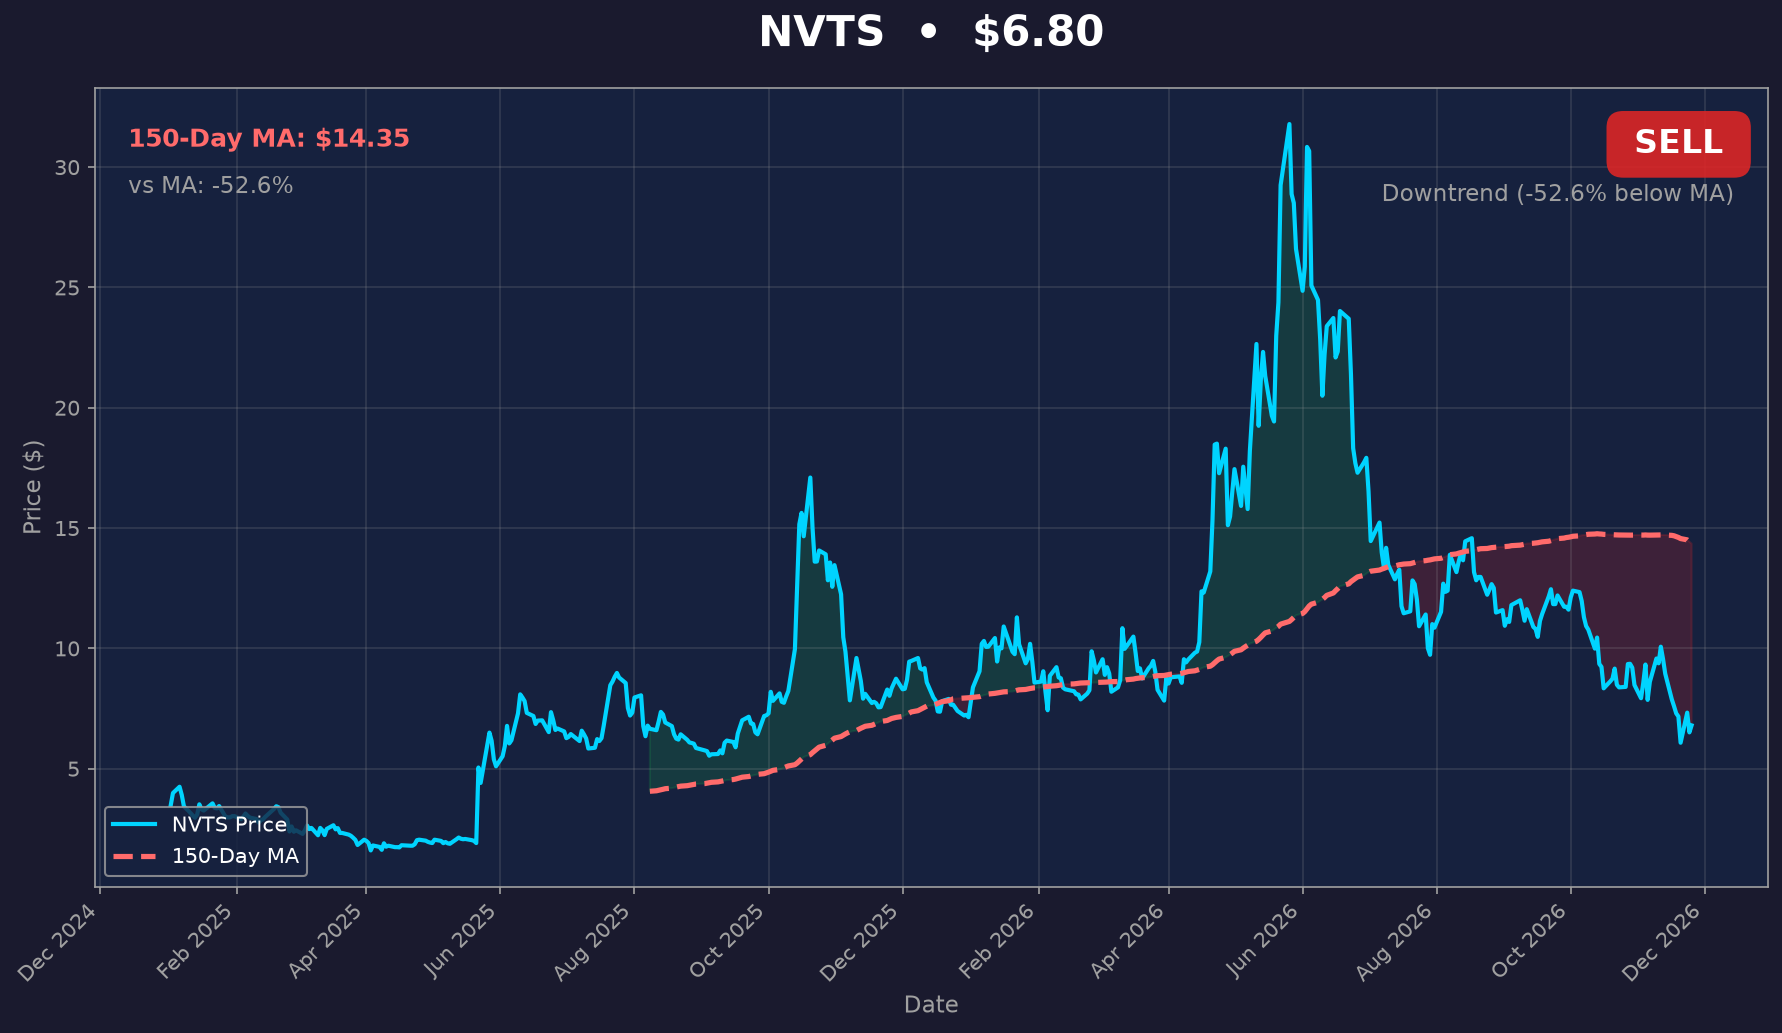 NVTS • $6.80
150-Day MA: $14.35
vs MA: -52.6%
SELL
Downtrend (-52.6% below MA)
Price ($)
30
25
20
15
10
5
NVTS Price
150-Day MA
Dec 2024
Feb 2025
Apr 2025
Jun 2025
Aug 2025
Oct 2025
Dec 2025
Feb 2026
Apr 2026
Jun 2026
Aug 2026
Oct 2026
Dec 2026
Date